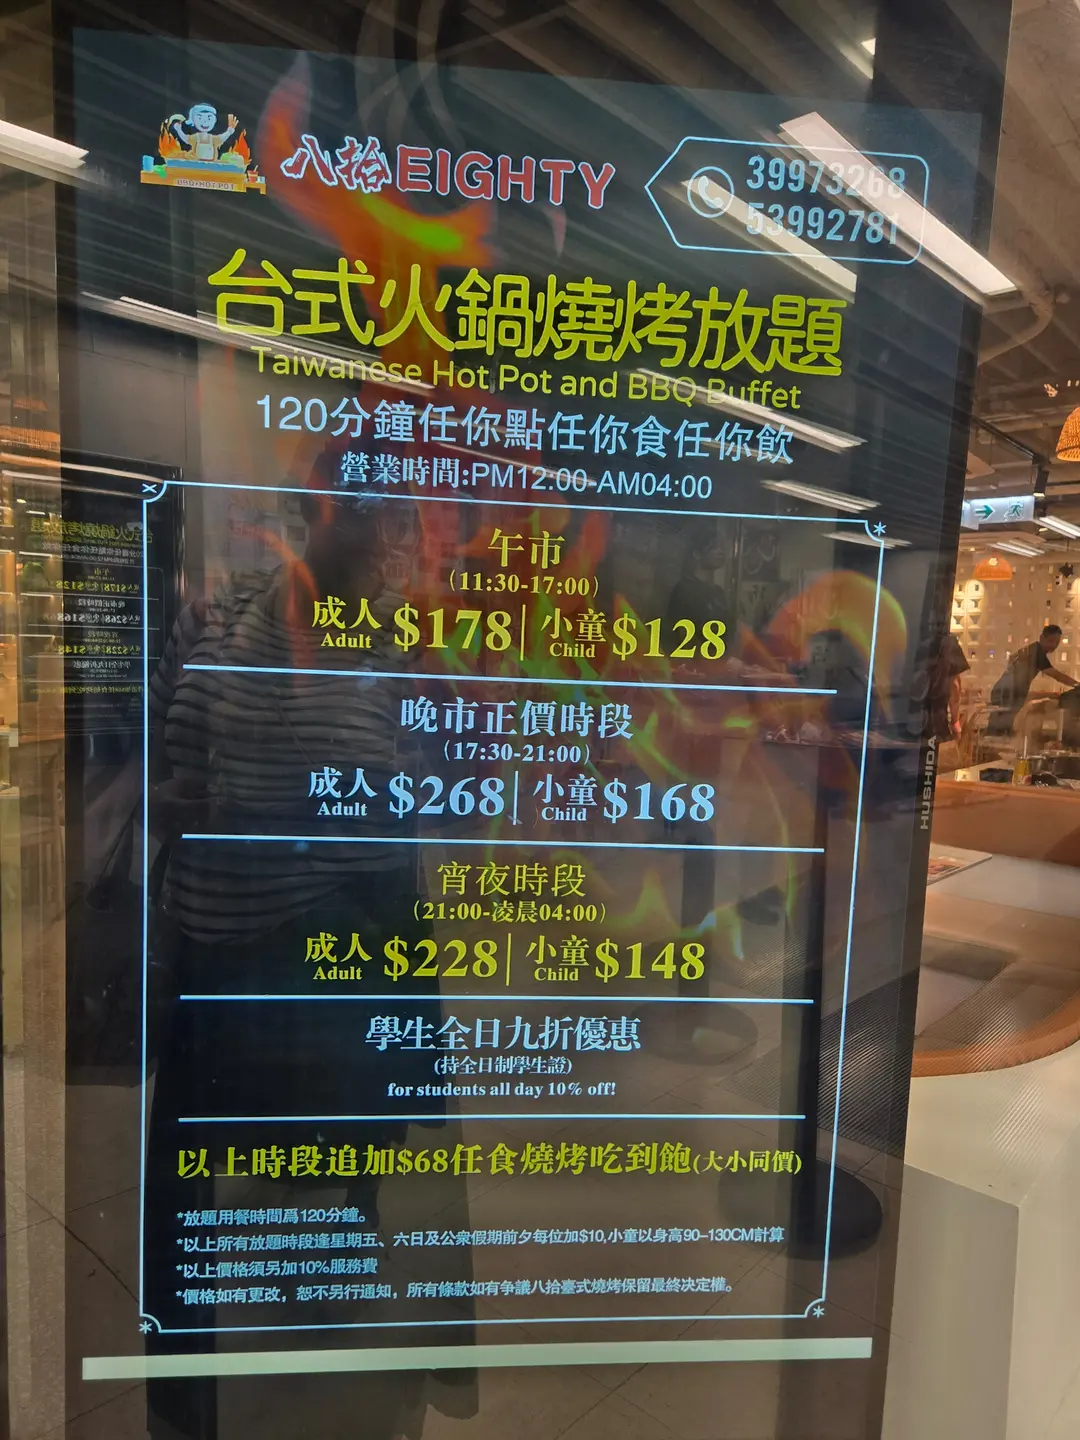 BBQ+HOT POT
八拾EIGHTY
39973268
53992781
台式火鍋燒烤放題
Taiwanese Hot Pot and BBQ Buffet
120分鐘任你點任你食任你飲
營業時間:PM12:00-AM04:00
午市
(11:30-17:00)
成人 $178 | 小童 $128
Adult Child
晚市正價時段
(17:30-21:00)
成人 $268 | 小童 $168
Adult Child
宵夜時段
(21:00-凌晨04:00)
成人 $228 | 小童 $148
Adult Child
學生全日九折優惠
(持全日制學生證)
for students all day 10% off!
以上時段追加$68任食燒烤吃到飽(大小同價)
*放題用餐時間爲120分鐘。
*以上所有放題時段逢星期五、六日及公衆假期前夕每位加$10,小童以身高90-130CM計算
*以上價格須另加10%服務費
*價格如有更改，恕不另行通知，所有條款如有争議八拾臺式燒烤保留最終决定權。
HUSHIDA